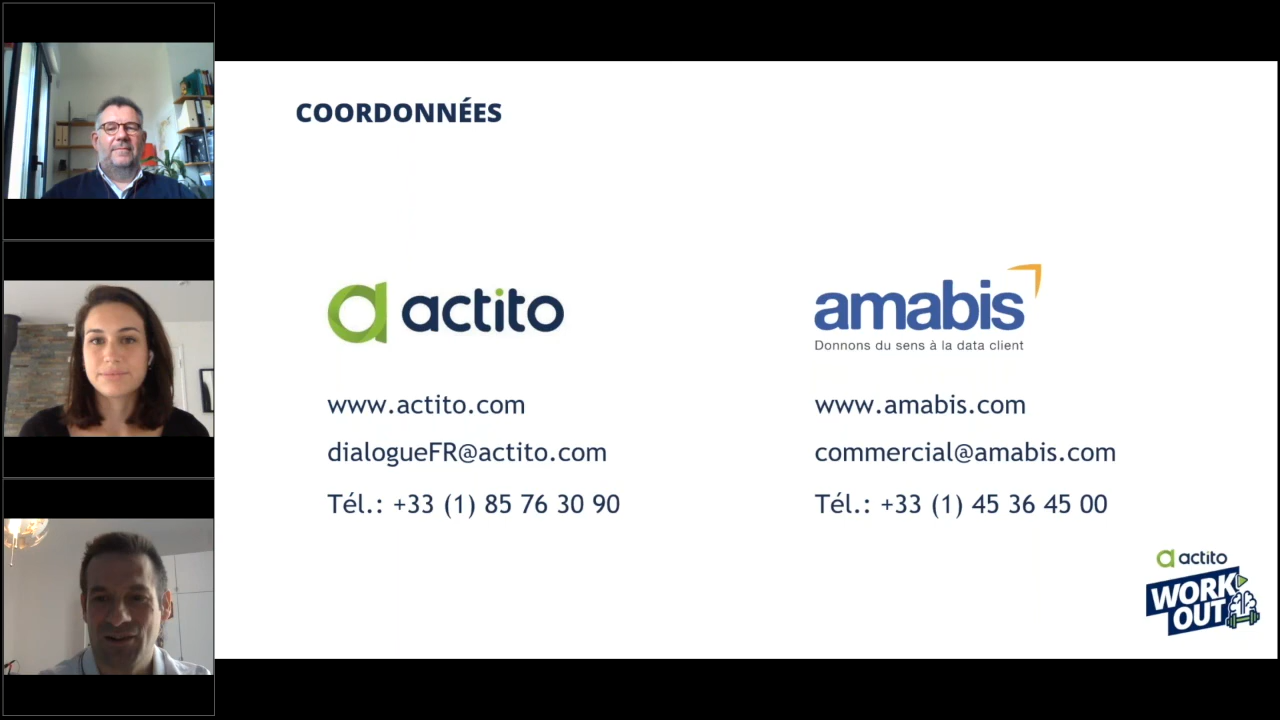 COORDONNÉES
actito
www.actito.com
dialogueFR@actito.com
Tél.: +33 (1) 85 76 30 90
amabis
Donnons du sens à la data client
www.amabis.com
commercial@amabis.com
Tél.: +33 (1) 45 36 45 00
actito
WORK
OUT